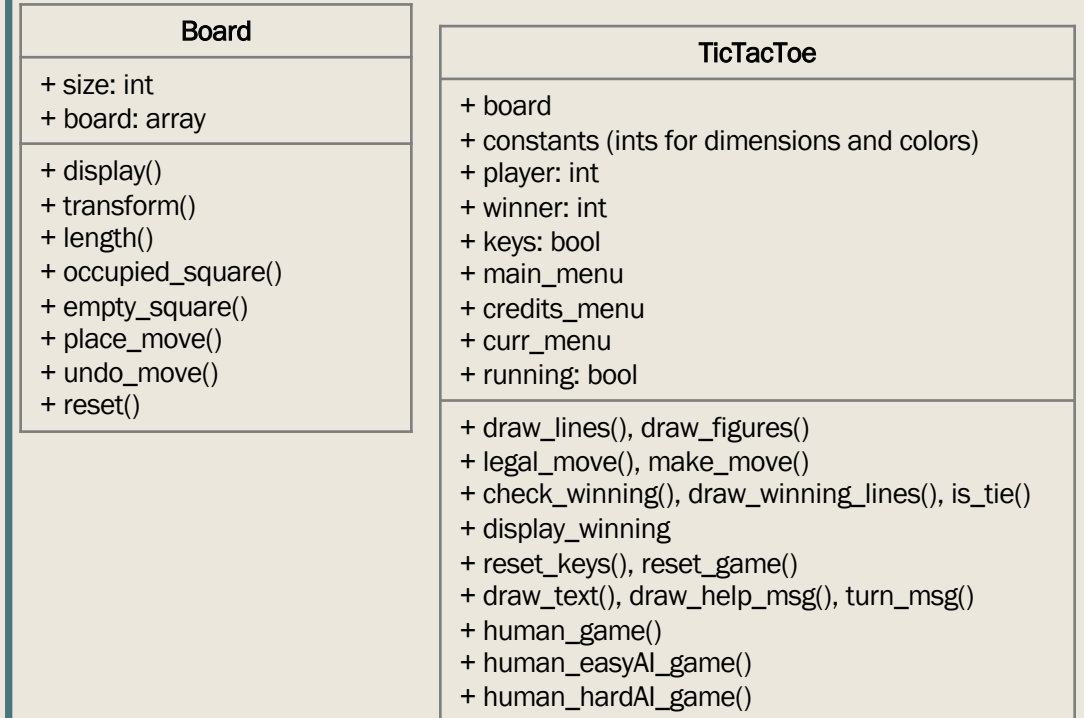 Board
+ size: int
+ board: array
+ display()
+ transform()
+ length()
+ occupied_square()
+ empty_square()
+ place_move()
+ undo_move()
+ reset()
TicTacToe
+ board
+ constants (ints for dimensions and colors)
+ player: int
+ winner: int
+ keys: bool
+ main_menu
+ credits_menu
+ curr_menu
+ running: bool
+ draw_lines(), draw_figures()
+ legal_move(), make_move()
+ check_winning(), draw_winning_lines(), is_tie()
+ display_winning
+ reset_keys(), reset_game()
+ draw_text(), draw_help_msg(), turn_msg()
+ human_game()
+ human_easyAI_game()
+ human_hardAI_game()